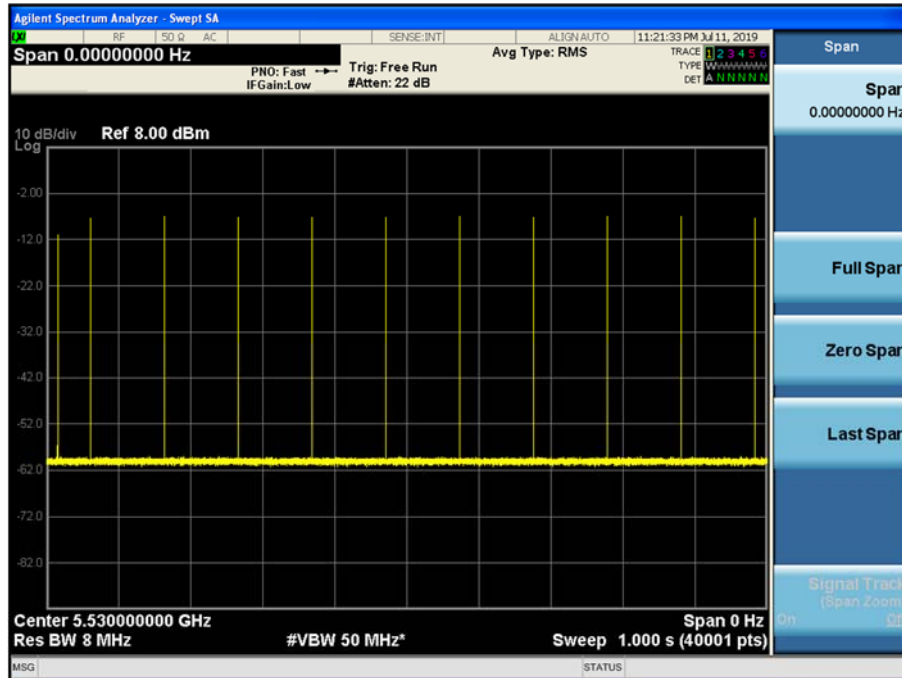 Agilent Spectrum Analyzer - Swept SA
LXI RF 50 Ω AC SENSE:INT ALIGN AUTO 11:21:33 PM Jul 11, 2019
Span 0.00000000 Hz
PNO: Fast
IFGain:Low
Trig: Free Run
#Atten: 22 dB
Avg Type: RMS
TRACE 1 2 3 4 5 6
TYPE W
DET A N N N N N
Span
Span
0.00000000 Hz
Full Span
Zero Span
Last Span
Signal Track
(Span Zoom)
On Off
10 dB/div Ref 8.00 dBm
Log
-2.00
-12.0
-22.0
-32.0
-42.0
-52.0
-62.0
-72.0
-82.0
Center 5.530000000 GHz Span 0 Hz
Res BW 8 MHz #VBW 50 MHz* Sweep 1.000 s (40001 pts)
MSG STATUS